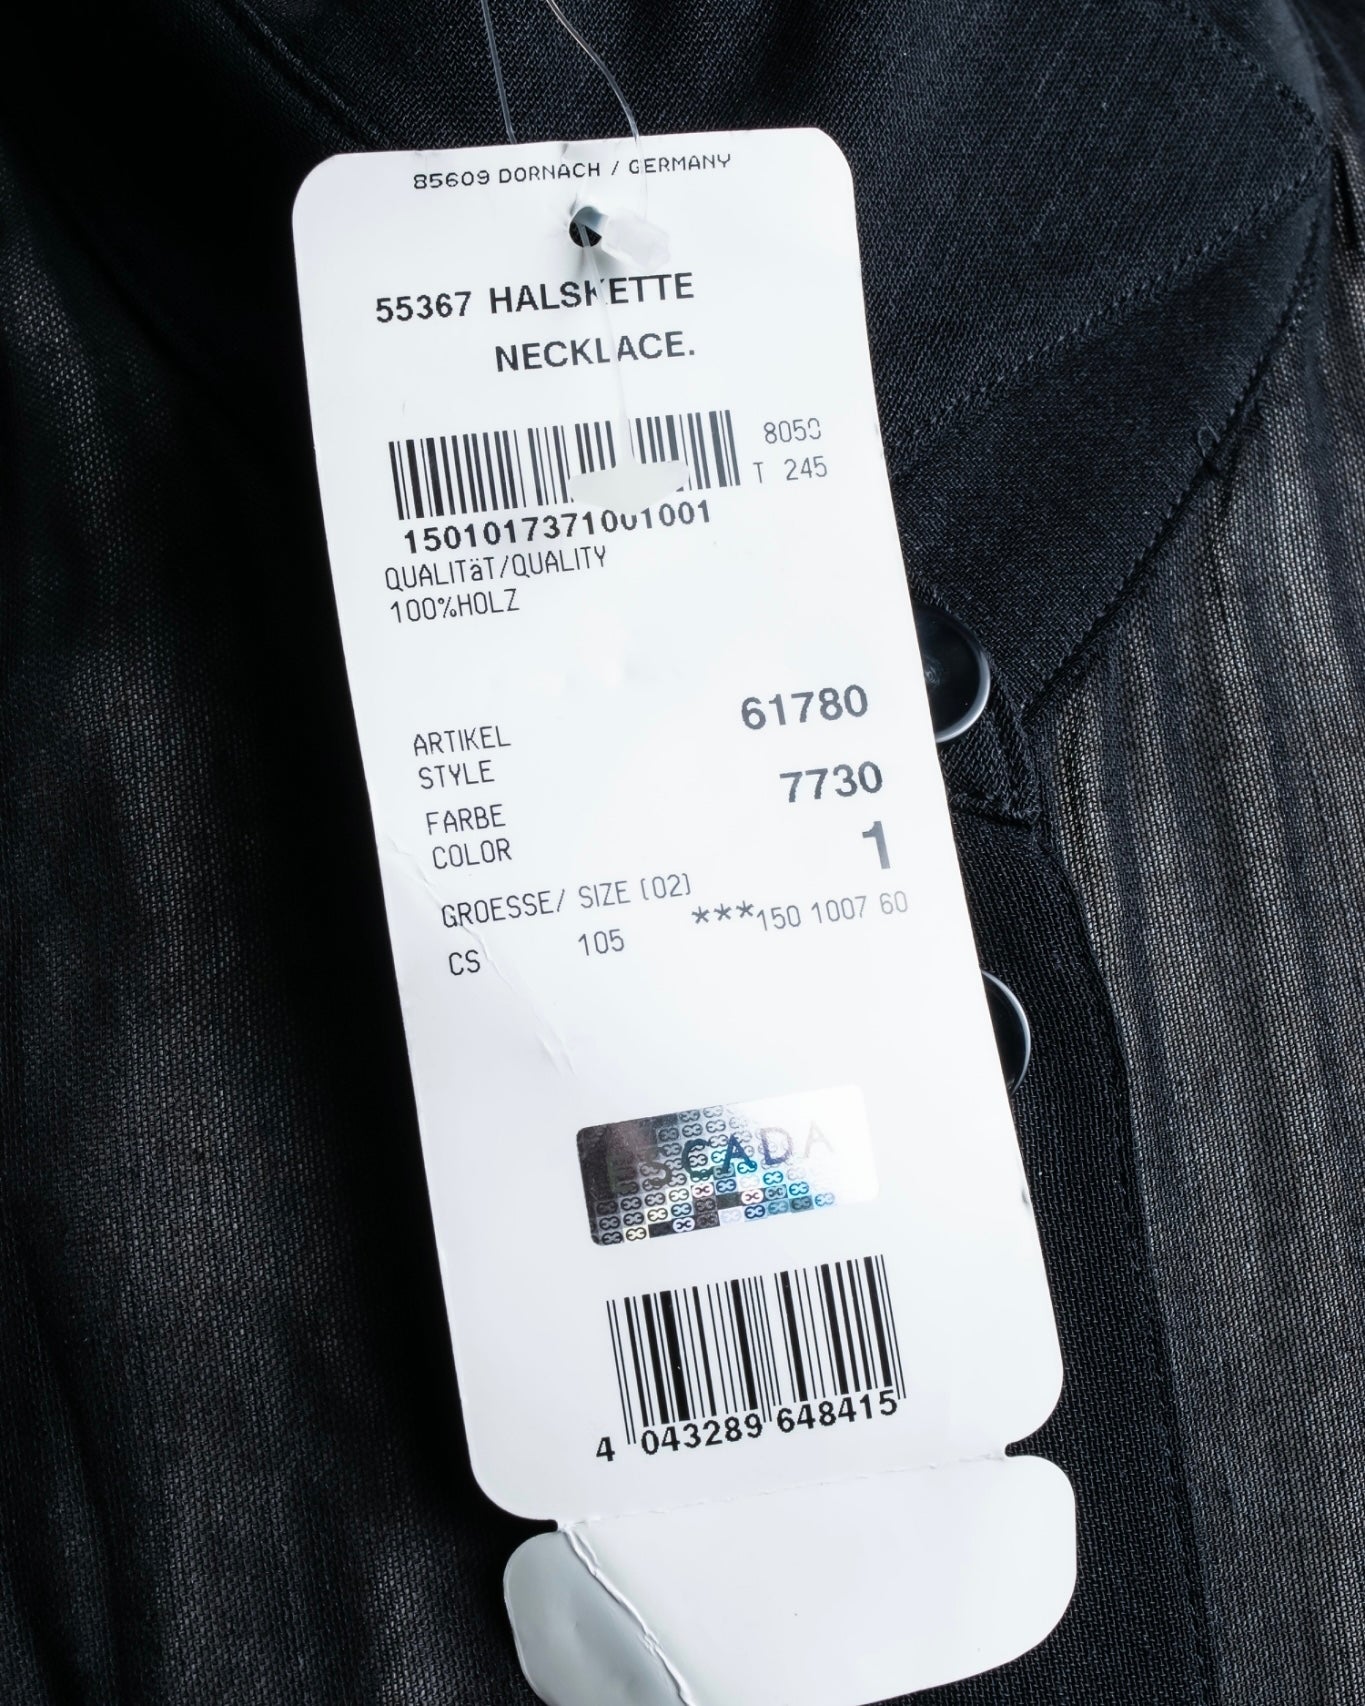 85609 DORNACH / GERMANY
55367 HALSKETTE
NECKLACE.
8050
T 245
1501017371001001
QUALITäT/QUALITY
100%HOLZ
ARTIKEL 61780
STYLE
FARBE 7730
COLOR
1
GROESSE/ SIZE [02]
CS 105 ***150 1007 60
ESCADA
4 043289 648415